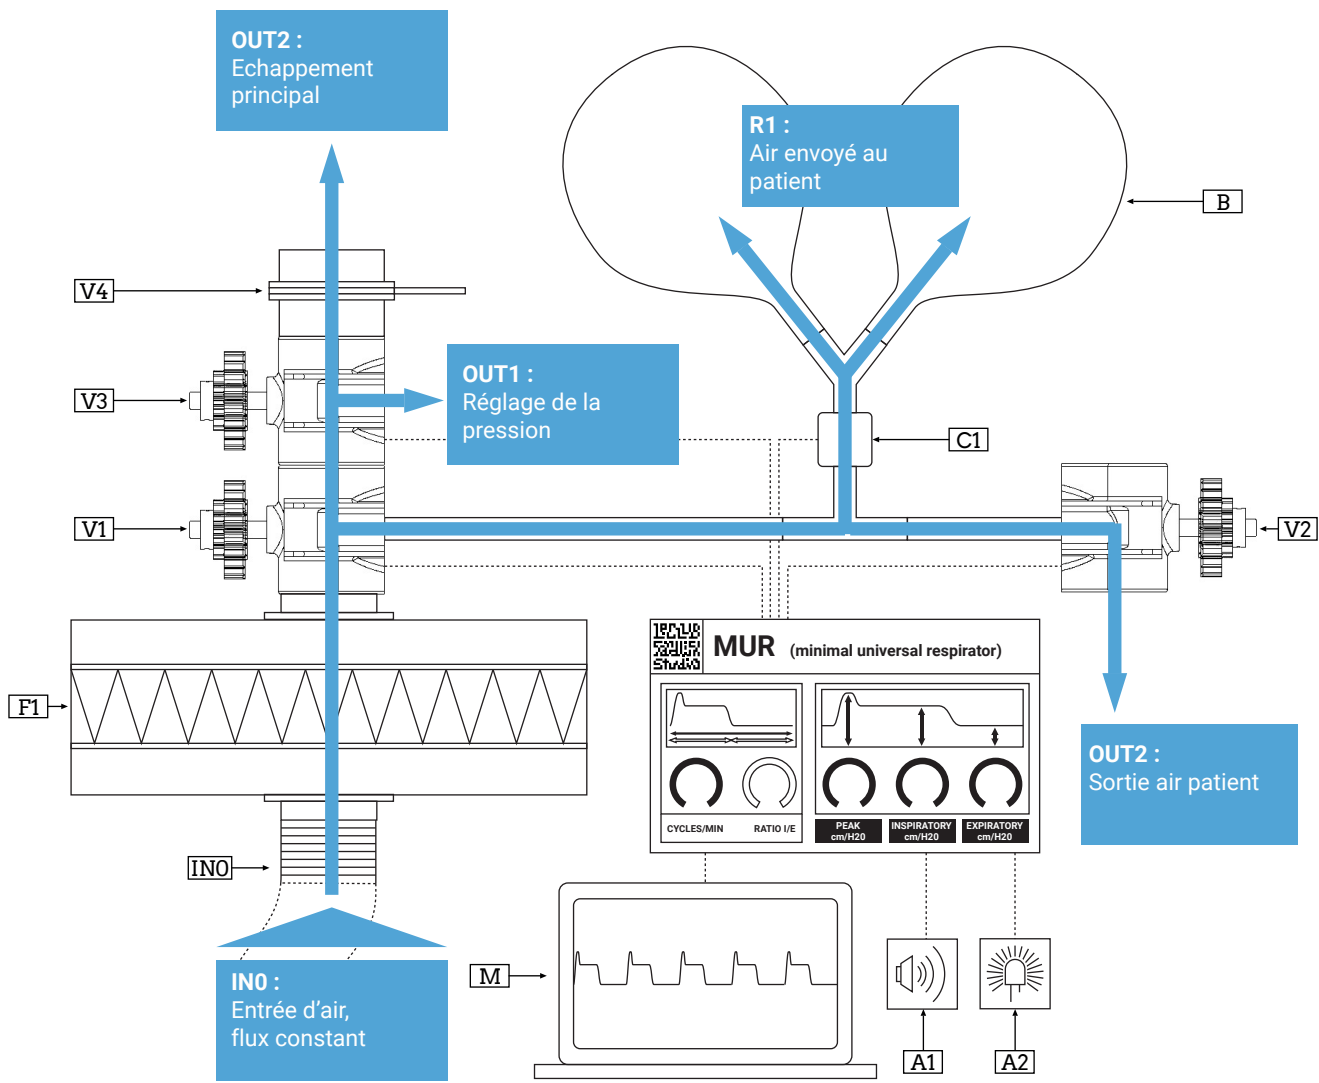 OUT2 :
Echappement
principal
R1 :
Air envoyé au
patient
B
V4
OUT1 :
Réglage de la
pression
V3
C1
V1
V2
MUR (minimal universal respirator)
F1
CYCLES/MIN
RATIO I/E
PEAK
cm/H20
INSPIRATORY
cm/H20
EXPIRATORY
cm/H20
OUT2 :
Sortie air patient
IN0
IN0 :
Entrée d’air,
flux constant
M
A1
A2